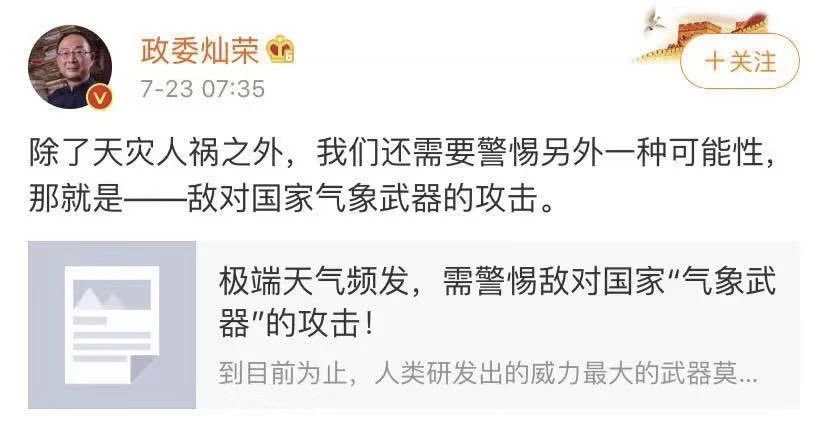 政委灿荣
7-23 07:35
＋关注
除了天灾人祸之外，我们还需要警惕另外一种可能性，
那就是——敌对国家气象武器的攻击。
极端天气频发，需警惕敌对国家“气象武
器”的攻击！
到目前为止，人类研发出的威力最大的武器莫...